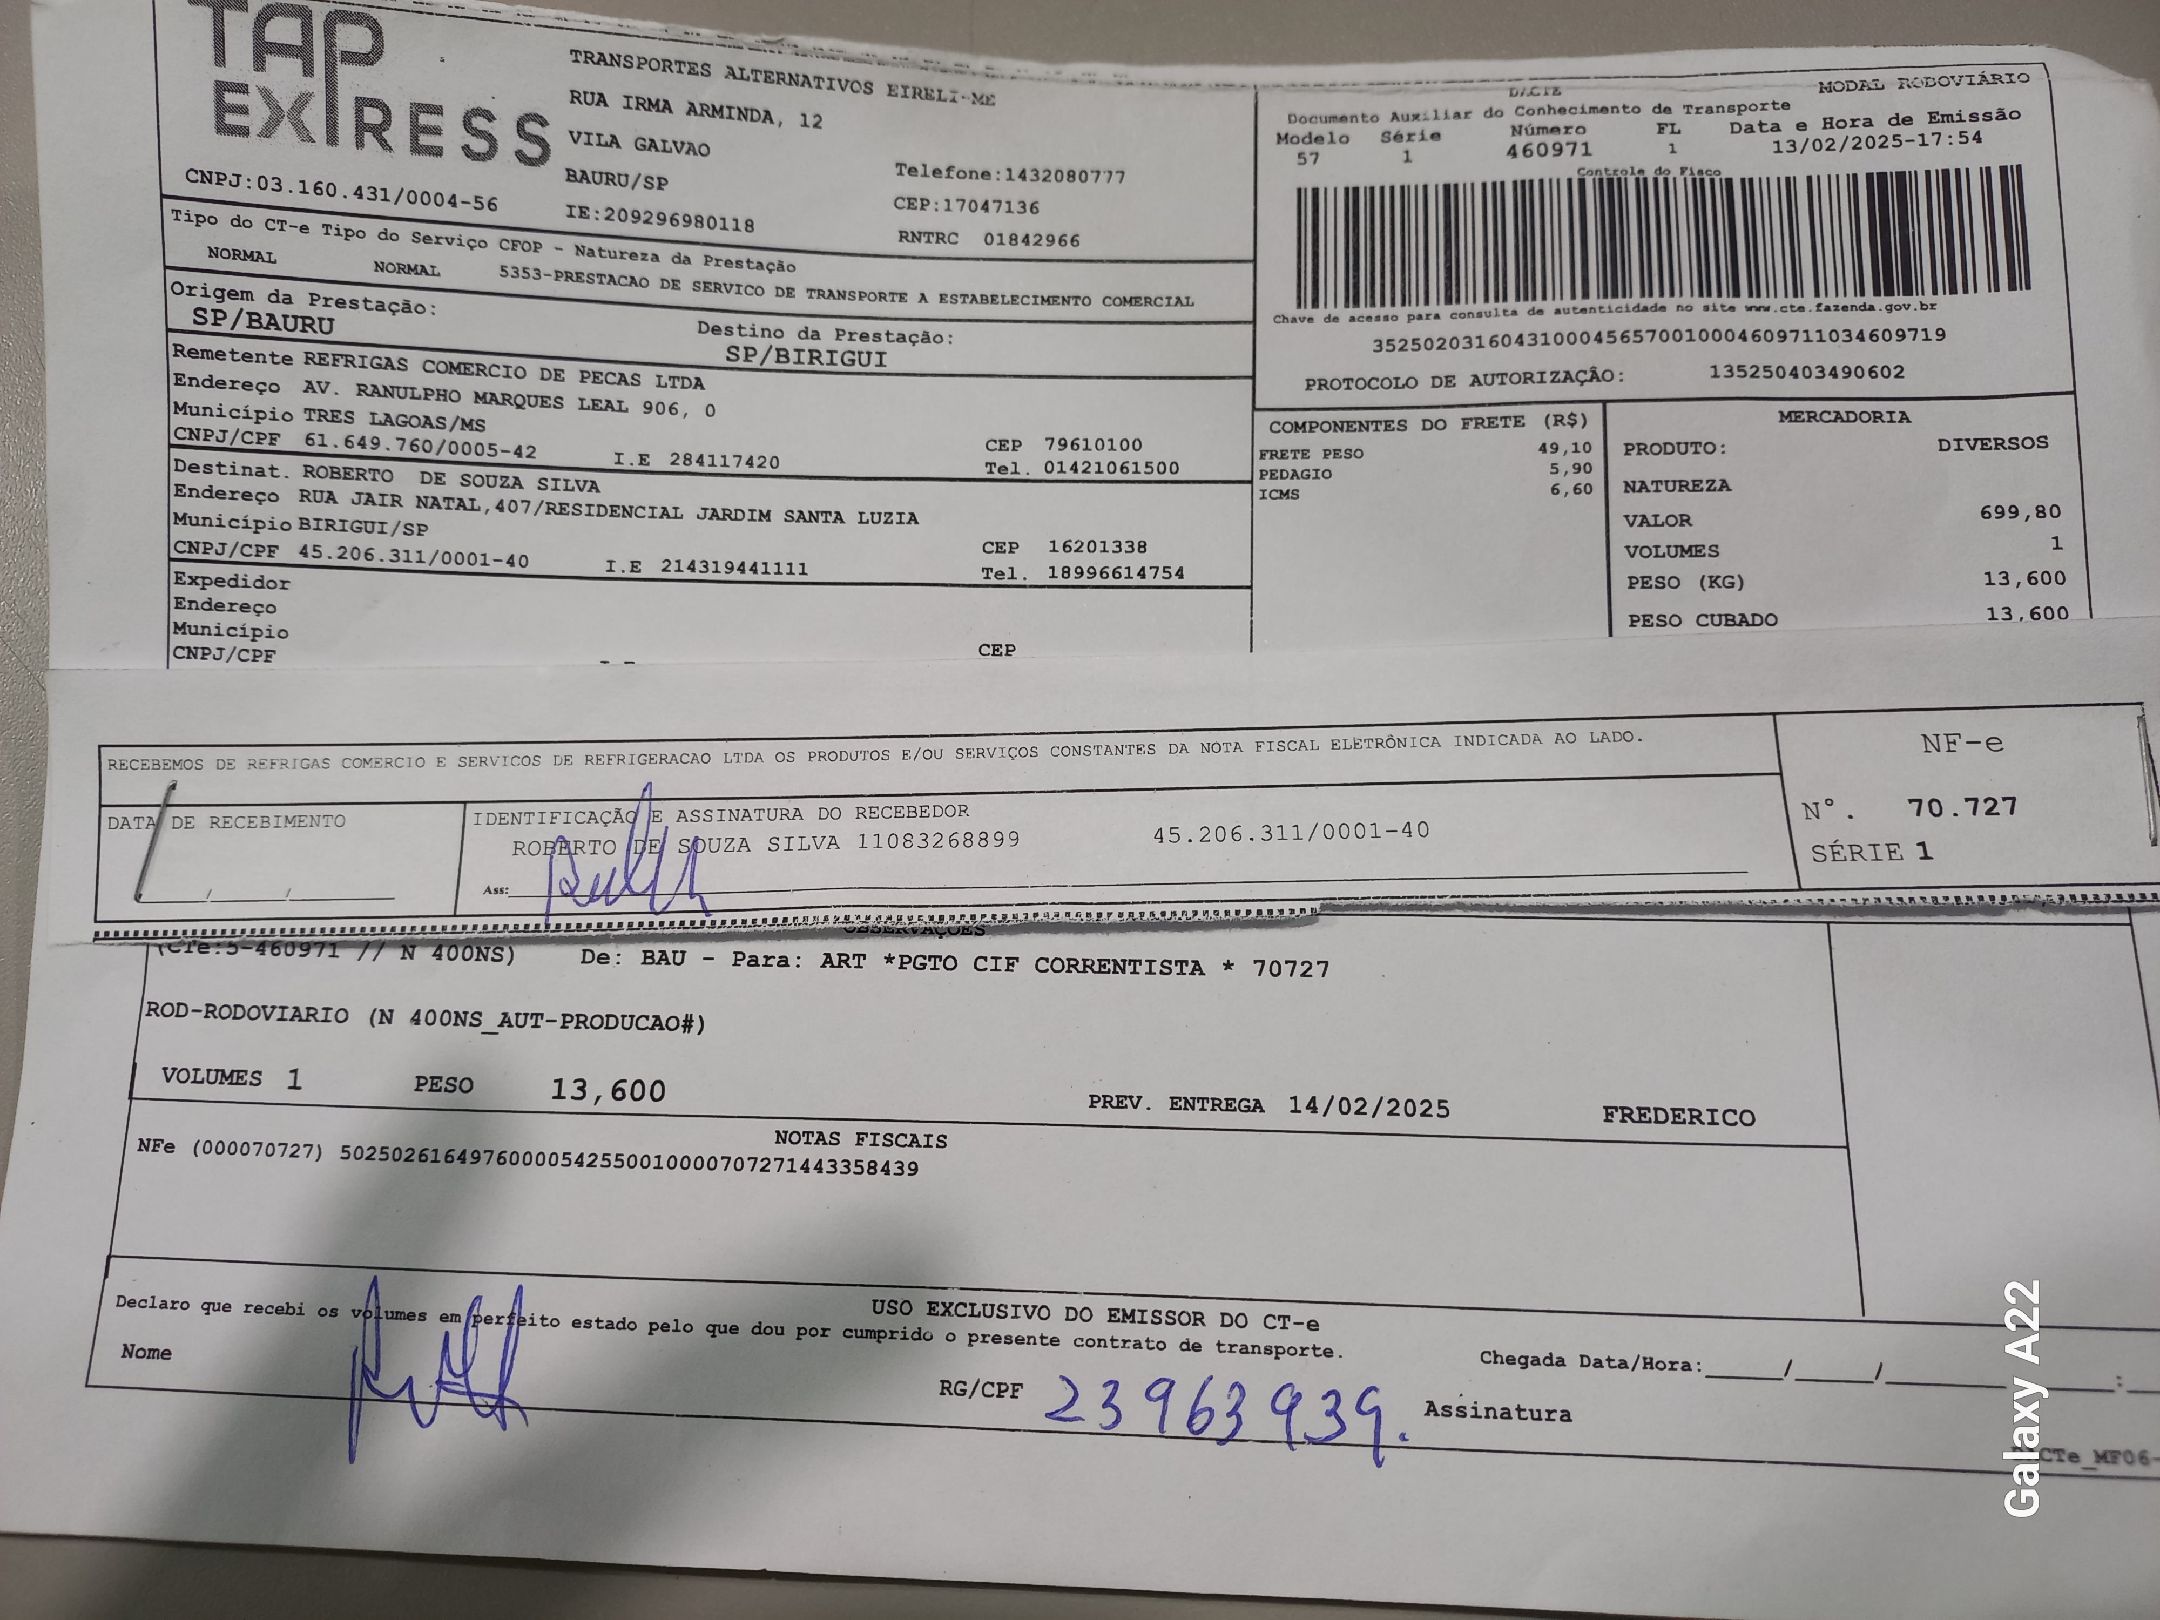 TAP EXPRESS
TRANSPORTES ALTERNATIVOS EIRELI-ME
RUA IRMA ARMINDA, 12
VILA GALVAO
BAURU/SP
IE:209296980118
Telefone:1432080777
CEP:17047136
RNTRC 01842966
CNPJ:03.160.431/0004-56
DACTE
MODAL RODOVIÁRIO
Documento Auxiliar do Conhecimento de Transporte
Modelo Série Número FL Data e Hora de Emissão
57 1 460971 1 13/02/2025-17:54
Controle do Fisco
Chave de acesso para consulta de autenticidade no site www.cte.fazenda.gov.br
35250203160431000456570010004609711034609719
PROTOCOLO DE AUTORIZAÇÃO: 135250403490602
Tipo do CT-e Tipo do Serviço CFOP - Natureza da Prestação
NORMAL NORMAL 5353-PRESTACAO DE SERVICO DE TRANSPORTE A ESTABELECIMENTO COMERCIAL
Origem da Prestação:
SP/BAURU
Destino da Prestação:
SP/BIRIGUI
Remetente REFRIGAS COMERCIO DE PECAS LTDA
Endereço AV. RANULPHO MARQUES LEAL 906, 0
Município TRES LAGOAS/MS CEP 79610100
CNPJ/CPF 61.649.760/0005-42 I.E 284117420 Tel. 01421061500
Destinat. ROBERTO DE SOUZA SILVA
Endereço RUA JAIR NATAL,407/RESIDENCIAL JARDIM SANTA LUZIA
Município BIRIGUI/SP CEP 16201338
CNPJ/CPF 45.206.311/0001-40 I.E 214319441111 Tel. 18996614754
Expedidor
Endereço
Município
CNPJ/CPF CEP
COMPONENTES DO FRETE (R$)
FRETE PESO 49,10
PEDAGIO 5,90
ICMS 6,60
MERCADORIA
PRODUTO: DIVERSOS
NATUREZA
VALOR 699,80
VOLUMES 1
PESO (KG) 13,600
PESO CUBADO 13,600
RECEBEMOS DE REFRIGAS COMERCIO E SERVICOS DE REFRIGERACAO LTDA OS PRODUTOS E/OU SERVIÇOS CONSTANTES DA NOTA FISCAL ELETRÔNICA INDICADA AO LADO.
NF-e
Nº. 70.727
SÉRIE 1
DATA DE RECEBIMENTO
/ /
IDENTIFICAÇÃO E ASSINATURA DO RECEBEDOR
ROBERTO DE SOUZA SILVA 11083268899 45.206.311/0001-40
Ass:
OBSERVAÇÕES
(CTe:5-460971 // N 400NS) De: BAU - Para: ART *PGTO CIF CORRENTISTA * 70727
ROD-RODOVIARIO (N 400NS_AUT-PRODUCAO#)
VOLUMES 1 PESO 13,600 PREV. ENTREGA 14/02/2025 FREDERICO
NOTAS FISCAIS
NFe (000070727) 50250261649760000542550010000707271443358439
USO EXCLUSIVO DO EMISSOR DO CT-e
Declaro que recebi os volumes em perfeito estado pelo que dou por cumprido o presente contrato de transporte.
Nome
RG/CPF 23963939.
Assinatura
Chegada Data/Hora: / / :
CTe_MF06-
Galaxy A22